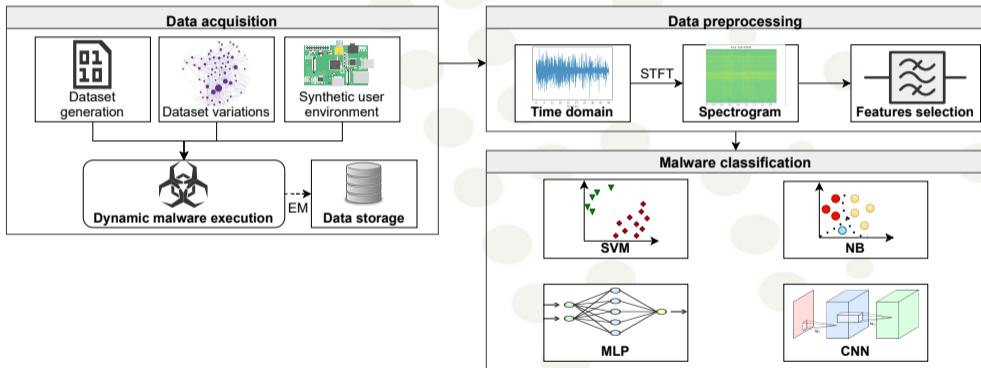 Data acquisition
01
10
Dataset
generation
Dataset variations
Synthetic user
environment
Dynamic malware execution
EM
Data storage
Data preprocessing
Time domain
STFT
Spectrogram
Features selection
Malware classification
SVM
NB
MLP
CNN